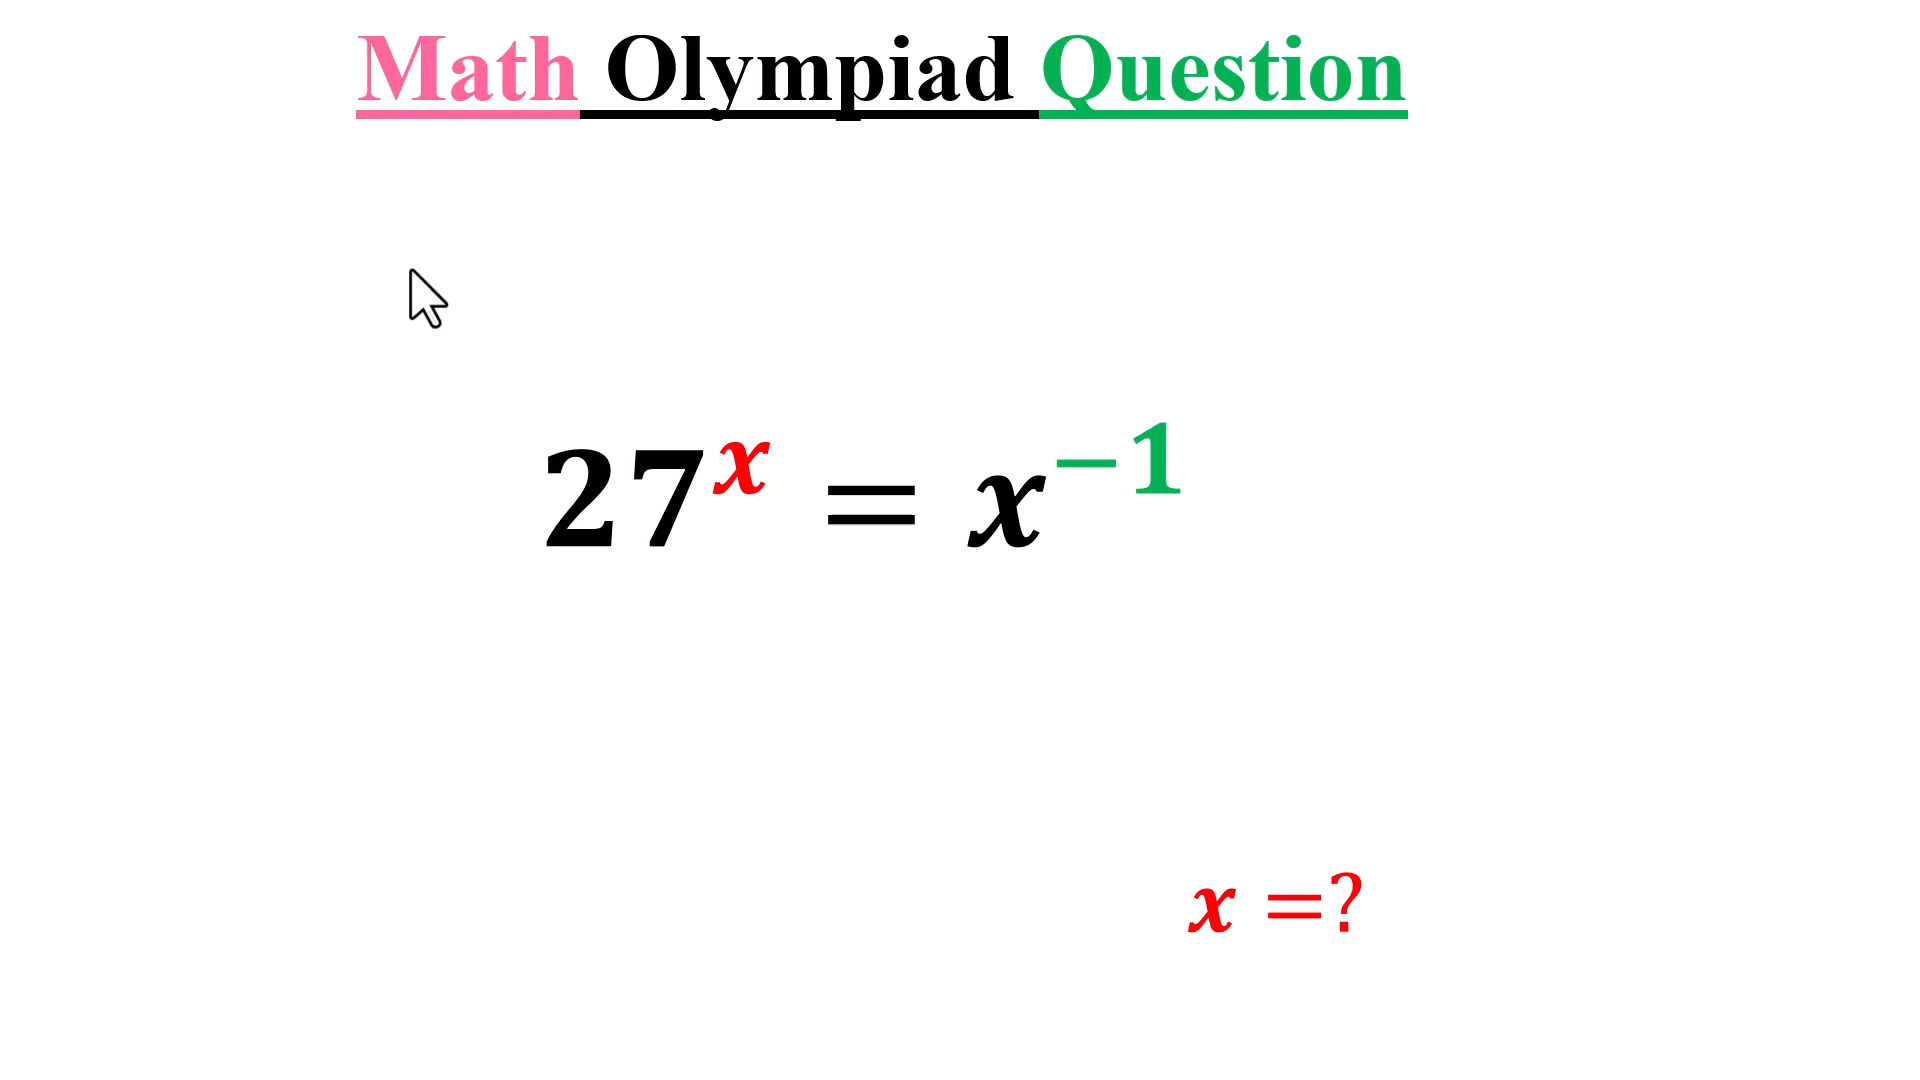 Math Olympiad Question
27^x = x^{-1}
x =?